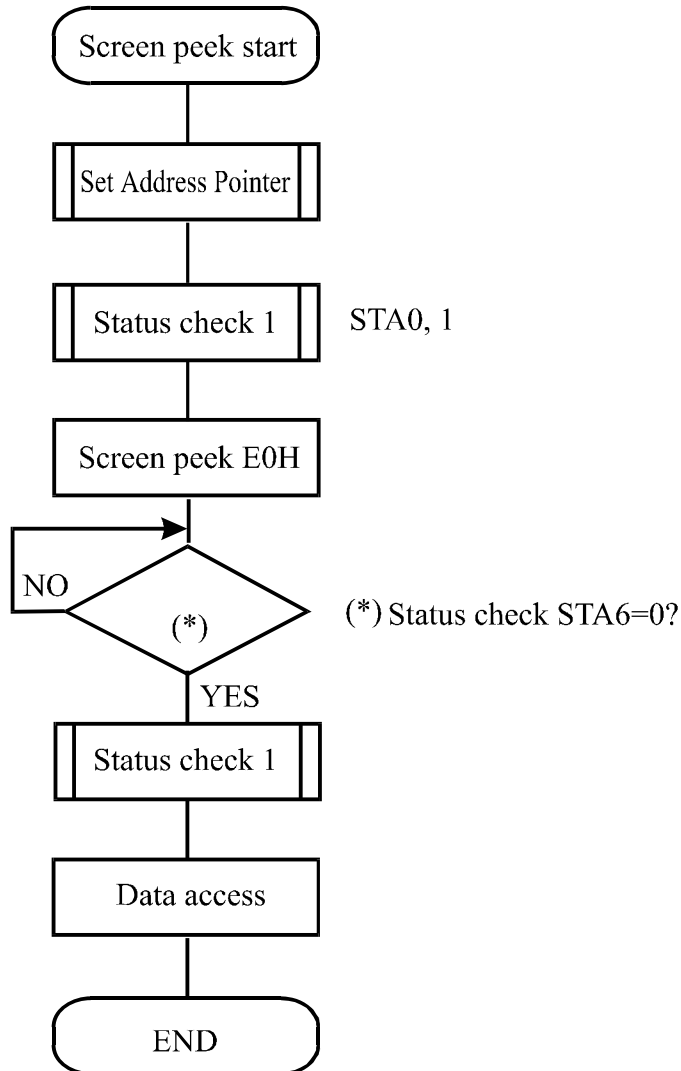 Screen peek start
Set Address Pointer
Status check 1
STA0, 1
Screen peek E0H
NO
(*)
(*) Status check STA6=0?
YES
Status check 1
Data access
END